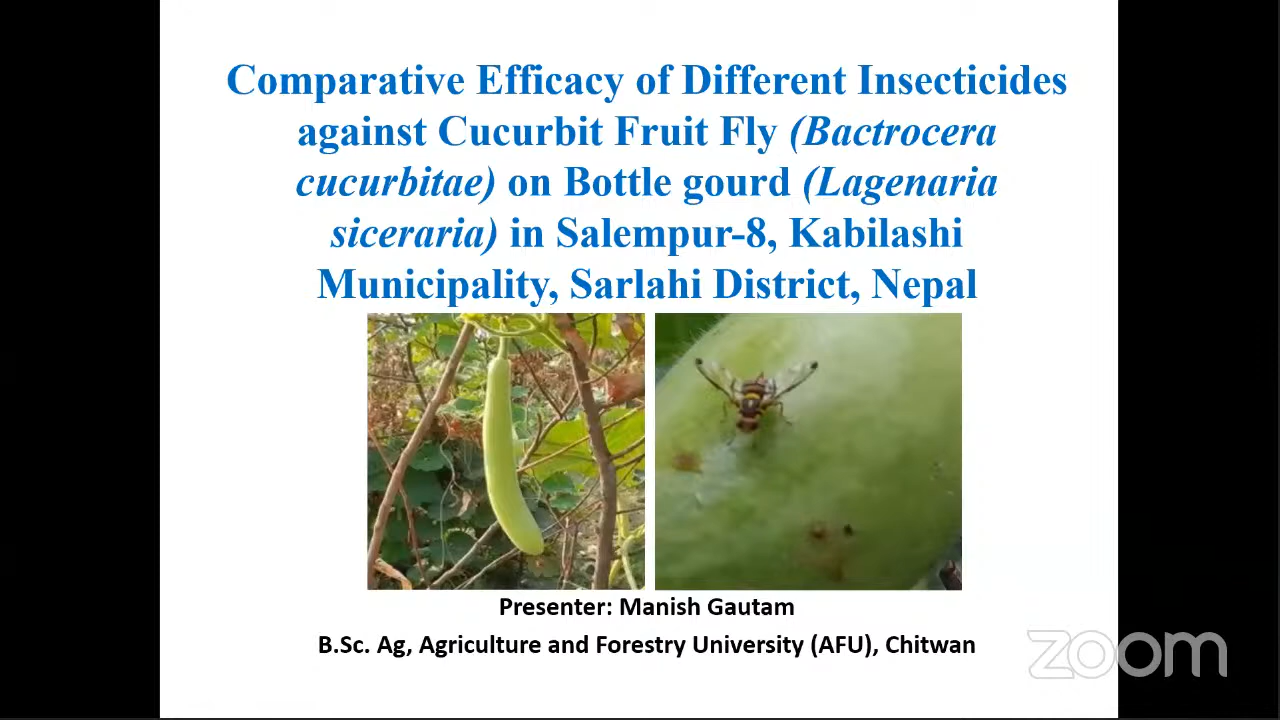 Comparative Efficacy of Different Insecticides
against Cucurbit Fruit Fly (Bactrocera
cucurbitae) on Bottle gourd (Lagenaria
siceraria) in Salempur-8, Kabilashi
Municipality, Sarlahi District, Nepal
Presenter: Manish Gautam
B.Sc. Ag, Agriculture and Forestry University (AFU), Chitwan
zoom